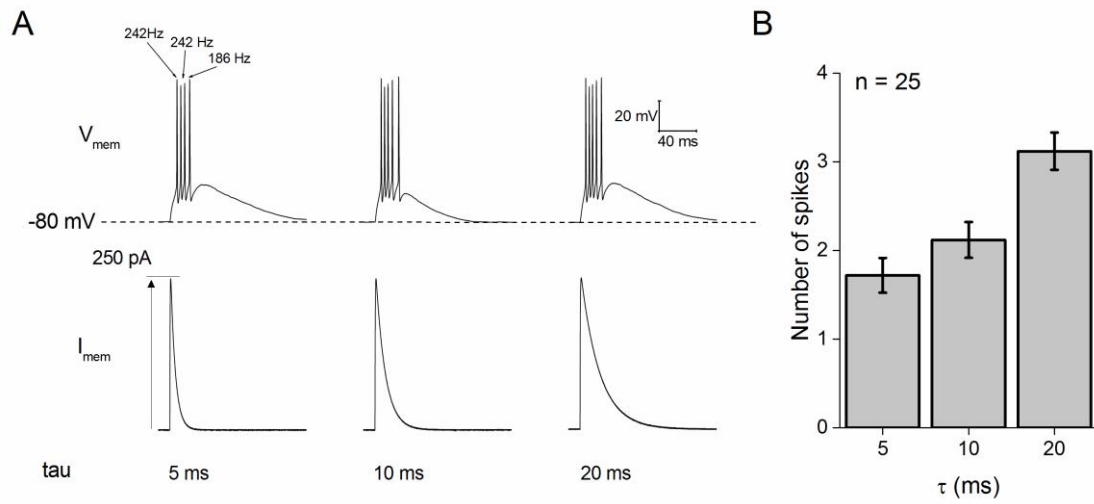 A
242Hz
242 Hz
186 Hz
V mem
20 mV
40 ms
-80 mV
250 pA
I mem
tau
5 ms
10 ms
20 ms
B
n = 25
Number of spikes
4
3
2
1
0
5
10
20
τ (ms)